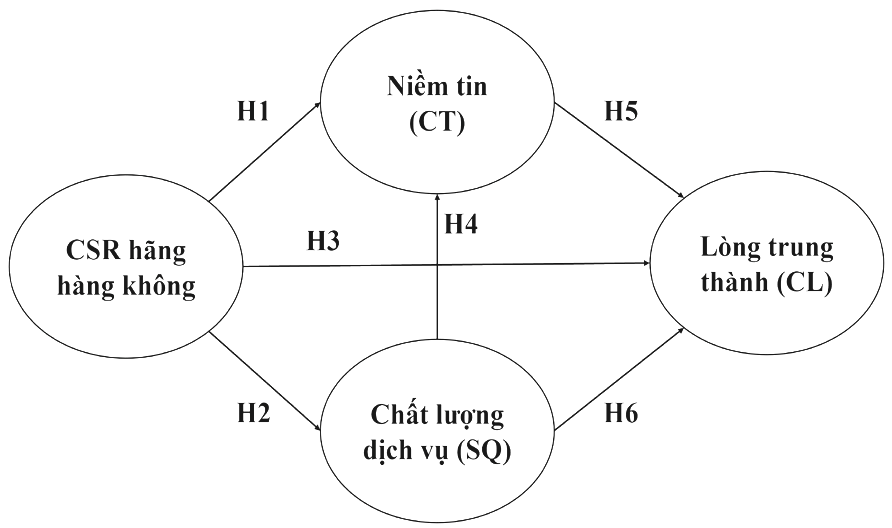 Niềm tin
(CT)
H1
H5
CSR hãng
hàng không
H3
H4
Lòng trung
thành (CL)
H2
Chất lượng
dịch vụ (SQ)
H6